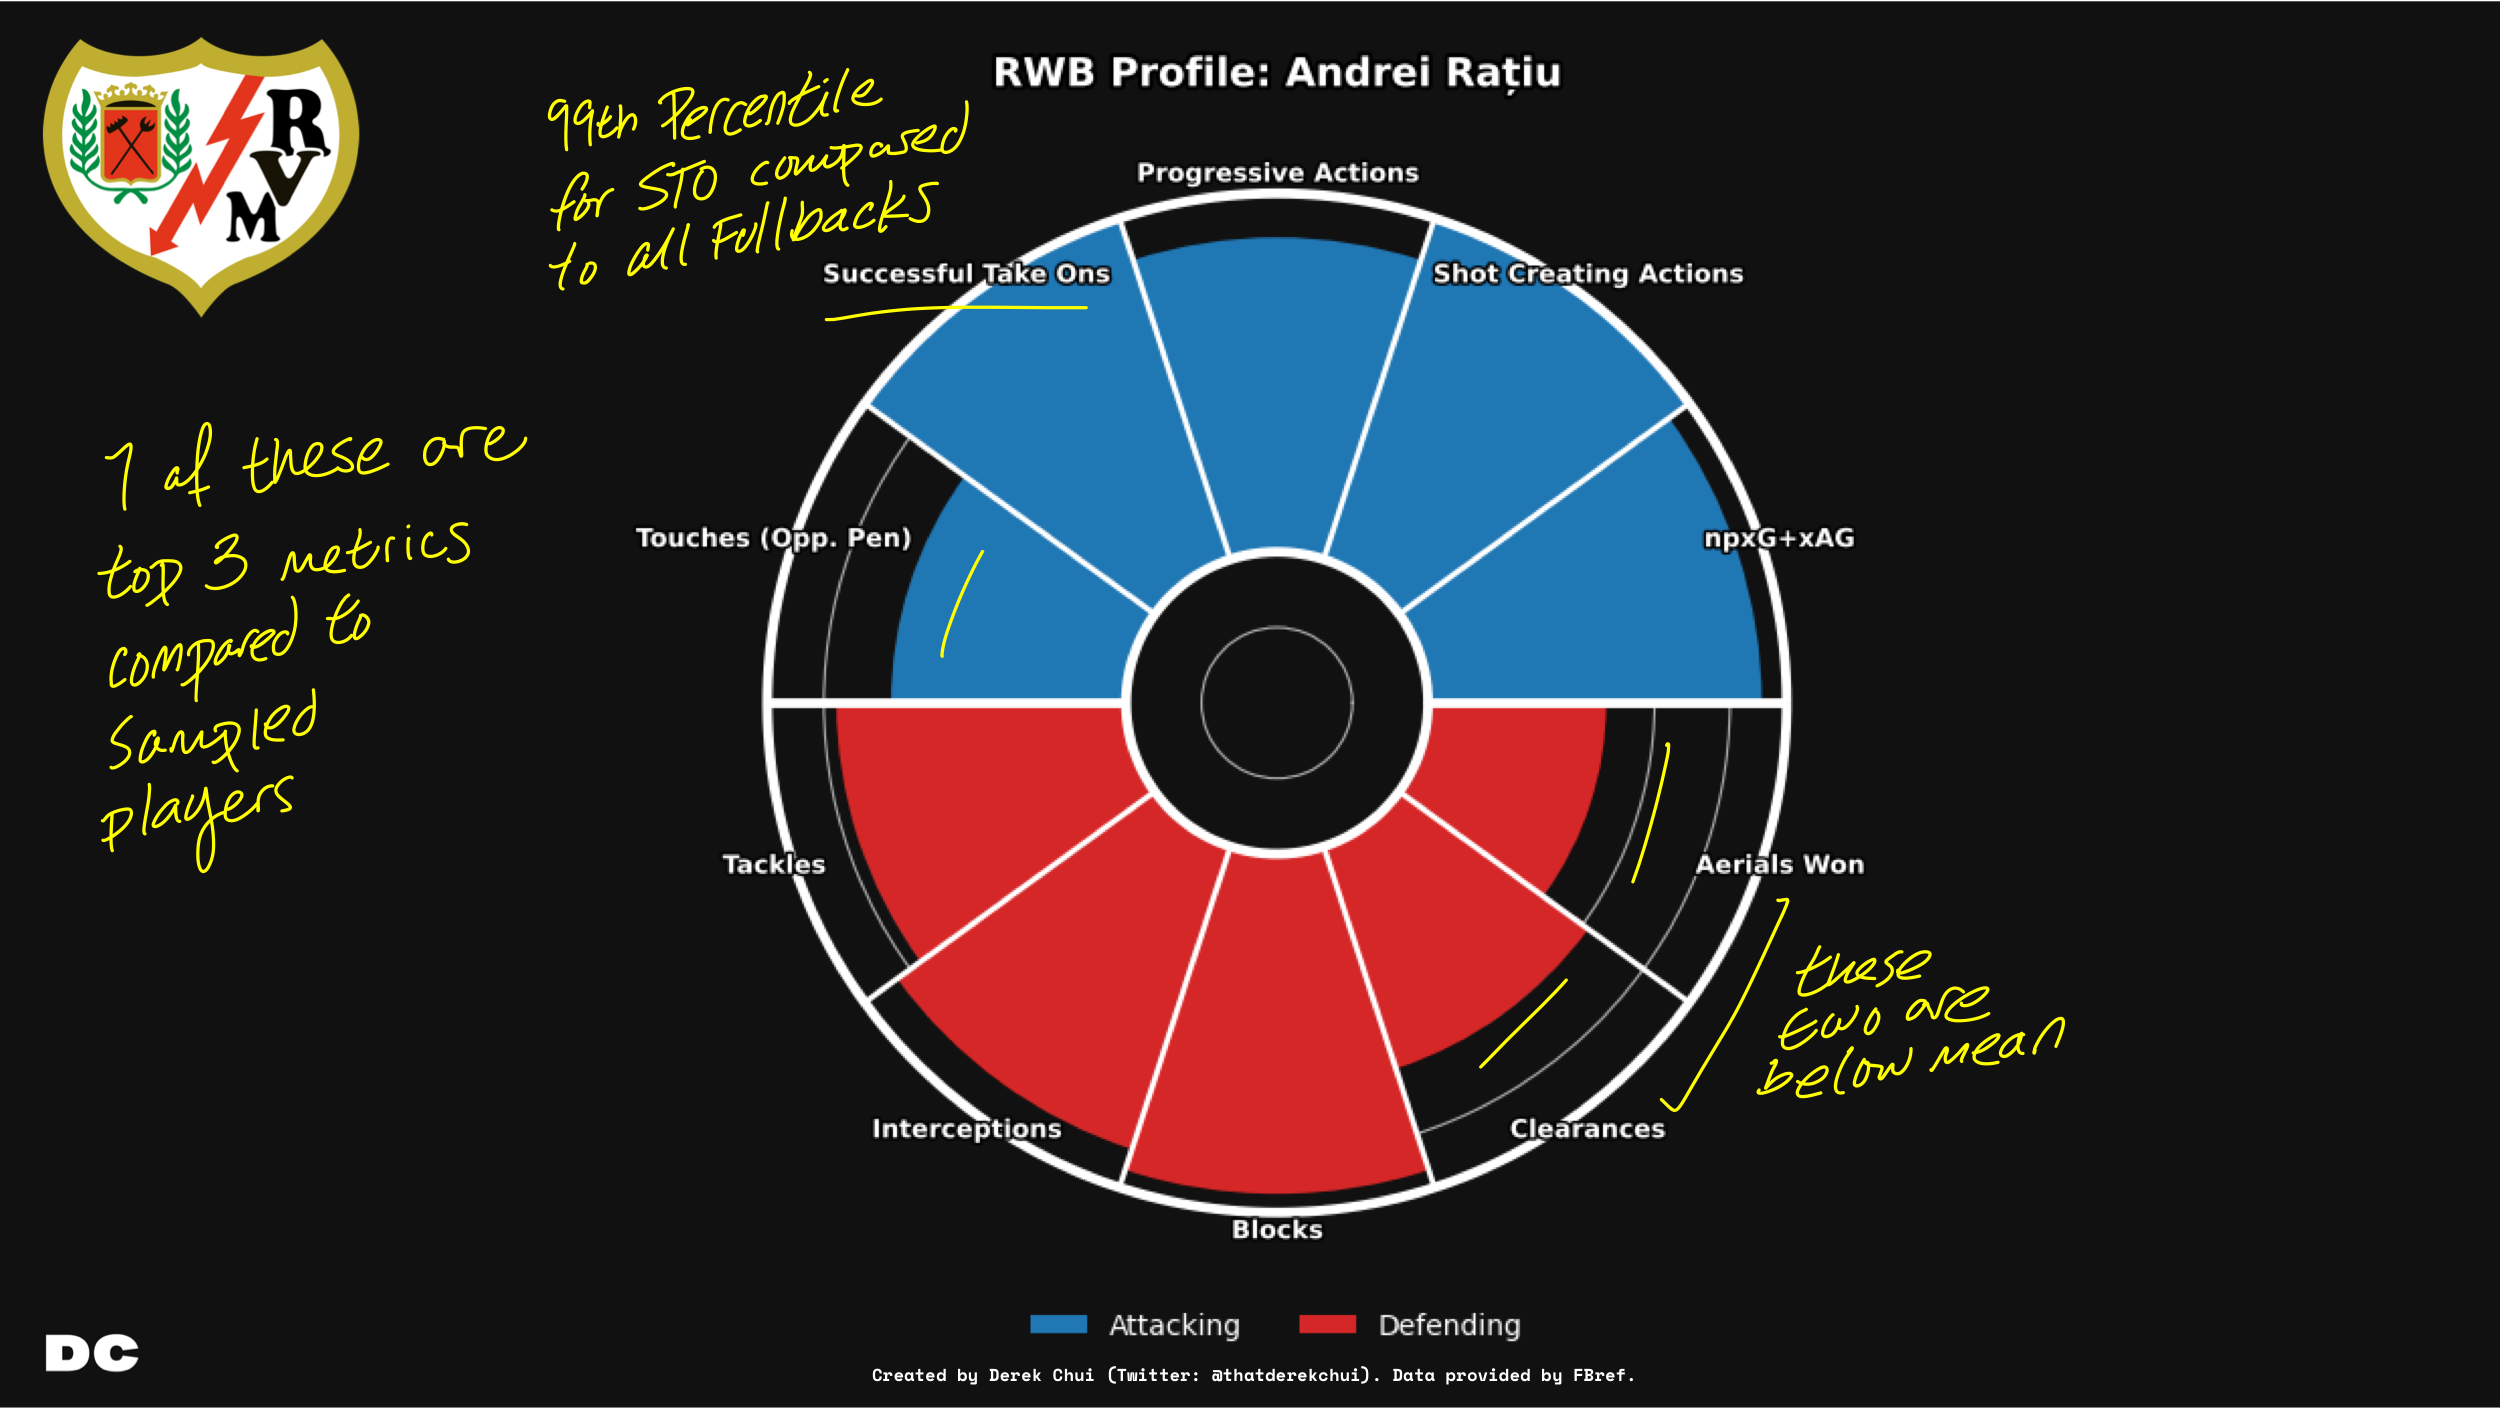 R
V
M
RWB Profile: Andrei Rațiu
99th Percentile
for STO compased
to all Fullbacks
Progressive Actions
Successful Take Ons
Shot Creating Actions
7 of these are
top 3 metrics
compared to
sampled
players
Touches (Opp. Pen)
npxG+xAG
Tackles
Aerials Won
these
two are
below mean
Interceptions
Clearances
Blocks
Attacking
Defending
DC
Created by Derek Chui (Twitter: @thatderekchui). Data provided by FBref.